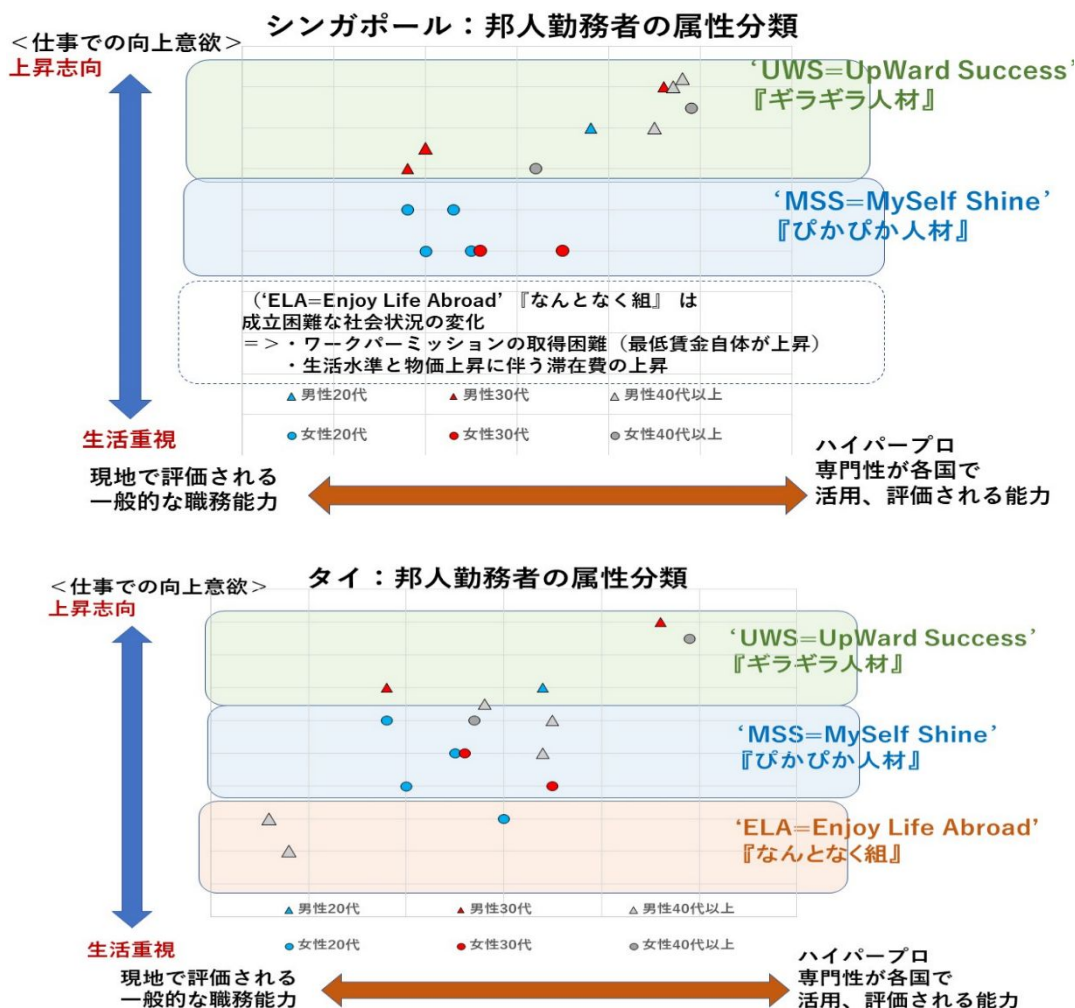 シンガポール：邦人勤務者の属性分類
＜仕事での向上意欲＞
上昇志向
‘UWS=UpWard Success’
『ギラギラ人材』
‘MSS=MySelf Shine’
『ぴかぴか人材』
（‘ELA=Enjoy Life Abroad’ 『なんとなく組』 は
成立困難な社会状況の変化
＝＞・ワークパーミッションの取得困難（最低賃金自体が上昇）
・生活水準と物価上昇に伴う滞在費の上昇
男性20代 男性30代 男性40代以上
女性20代 女性30代 女性40代以上
生活重視
現地で評価される
一般的な職務能力
ハイパープロ
専門性が各国で
活用、評価される能力
タイ：邦人勤務者の属性分類
＜仕事での向上意欲＞
上昇志向
‘UWS=UpWard Success’
『ギラギラ人材』
‘MSS=MySelf Shine’
『ぴかぴか人材』
‘ELA=Enjoy Life Abroad’
『なんとなく組』
男性20代 男性30代 男性40代以上
女性20代 女性30代 女性40代以上
生活重視
現地で評価される
一般的な職務能力
ハイパープロ
専門性が各国で
活用、評価される能力